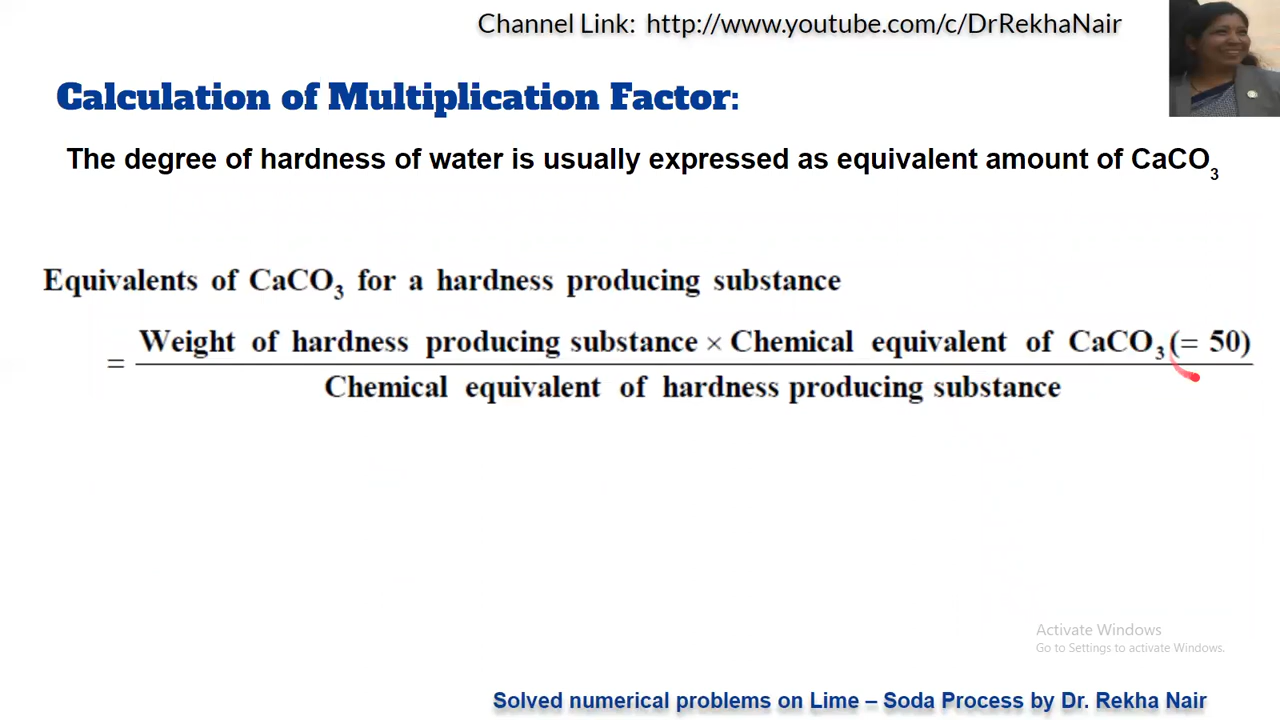 Channel Link: http://www.youtube.com/c/DrRekhaNair
Calculation of Multiplication Factor:
The degree of hardness of water is usually expressed as equivalent amount of CaCO₃
Equivalents of CaCO₃ for a hardness producing substance
= Weight of hardness producing substance × Chemical equivalent of CaCO₃(= 50)
Chemical equivalent of hardness producing substance
Activate Windows
Go to Settings to activate Windows.
Solved numerical problems on Lime – Soda Process by Dr. Rekha Nair